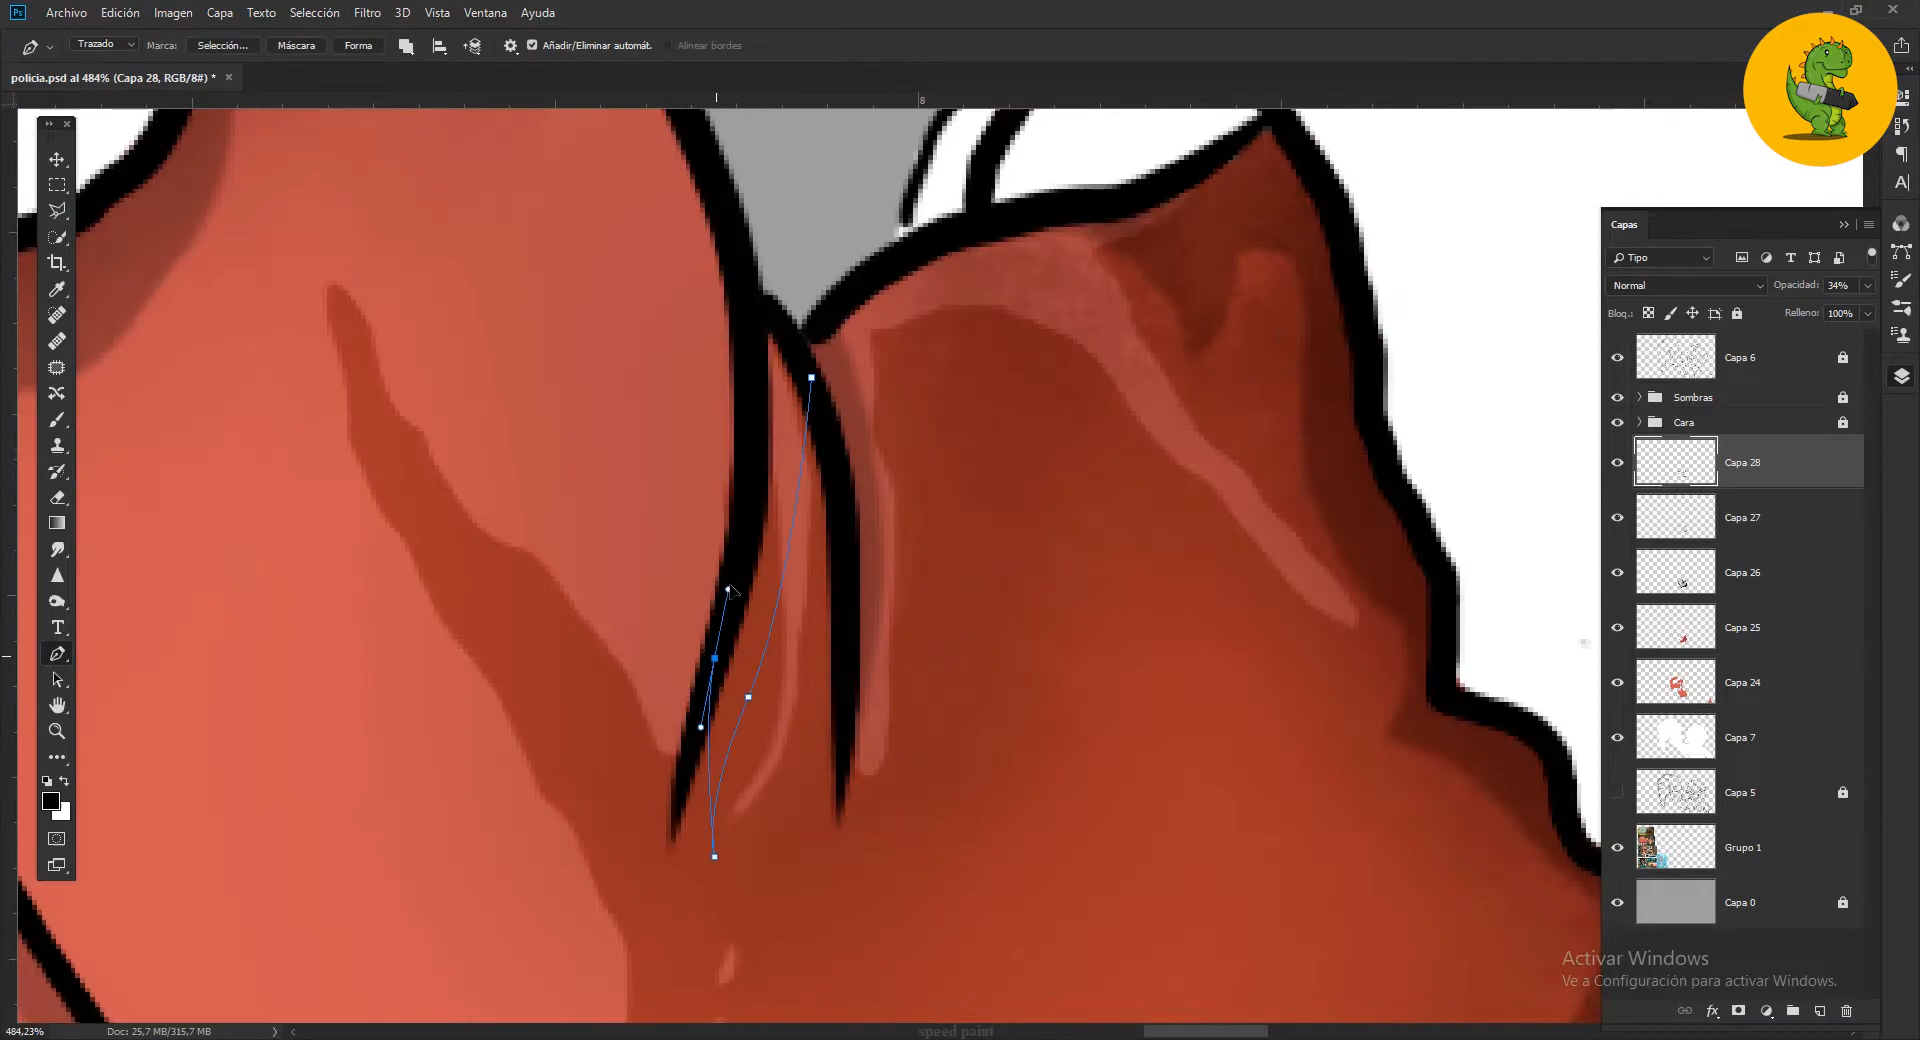 Ps Archivo Edición Imagen Capa Texto Selección Filtro 3D Vista Ventana Ayuda
Trazado Marca: Selección... Máscara Forma Añadir/Eliminar automát. Alinear bordes
policia.psd al 484% (Capa 28, RGB/8#) * ×
8
Capas
Tipo
Normal Opacidad: 34%
Bloq.: Relleno: 100%
Capa 6
Sombras
Cara
Capa 28
Capa 27
Capa 26
Capa 25
Capa 24
Capa 7
Capa 5
Grupo 1
Capa 0
Activar Windows
Ve a Configuración para activar Windows.
484,23% Doc: 25,7 MB/315,7 MB
speed paint